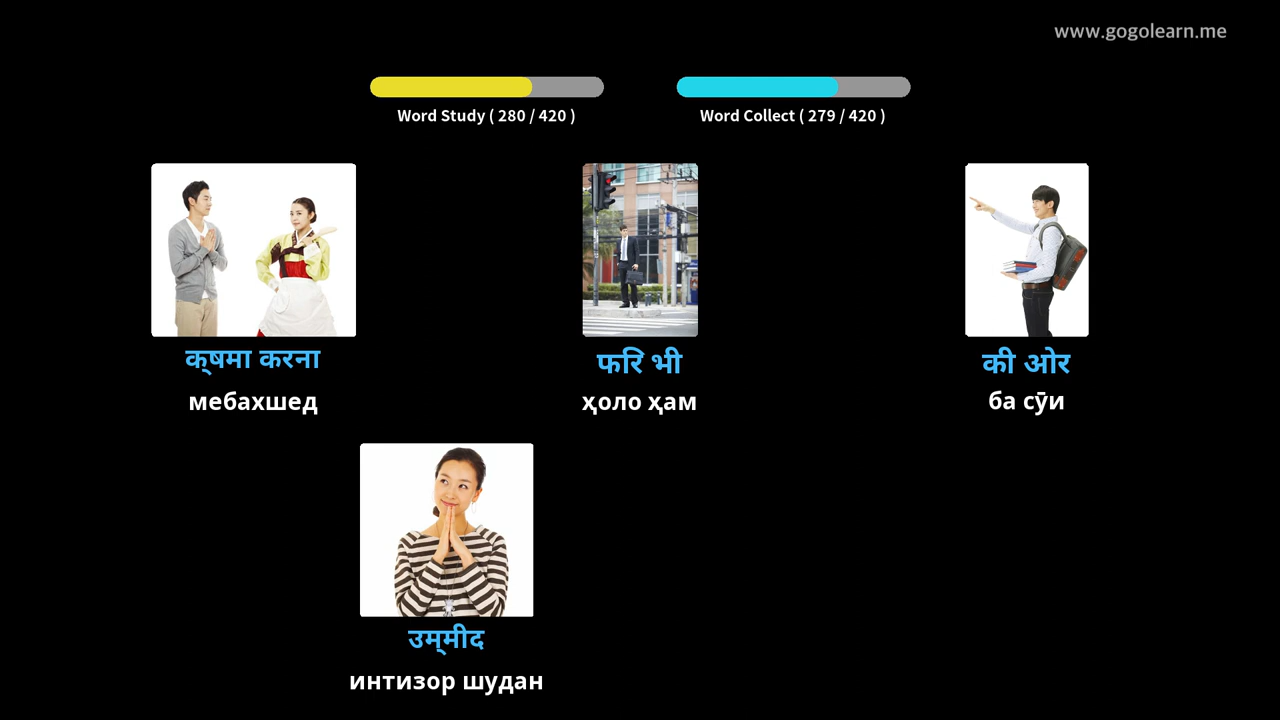 www.gogolearn.me
Word Study ( 280 / 420 )
Word Collect ( 279 / 420 )
क्षमा करना
फिर भी
की ओर
мебахшед
ҳоло ҳам
ба сӯи
उम्मीद
интизор шудан